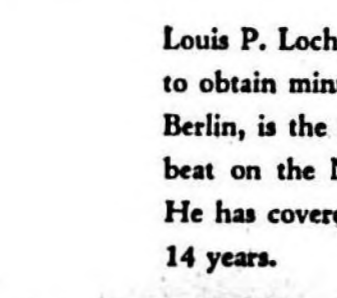 Louis P. Loch
to obtain min
Berlin, is the
beat on the
He has cover
14 years.